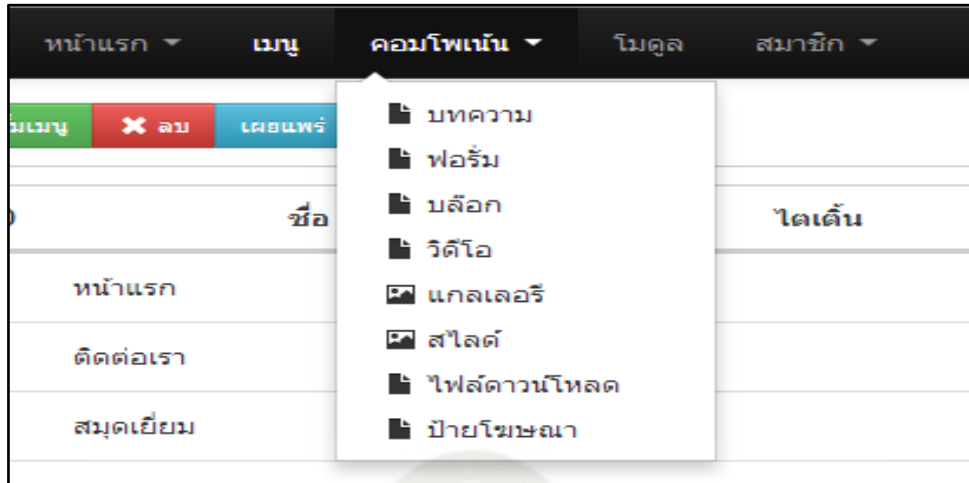 หน้าแรก เมนู คอมโพเน้น โมดูล สมาชิก
ลบ เผยแพร่
บทความ
ฟอรั่ม
บล๊อก
วิดีโอ
แกลเลอรี่
สไลด์
ไฟล์ดาวน์โหลด
ป้ายโฆษณา
ชื่อ ไตเติ้น
หน้าแรก
ติดต่อเรา
สมุดเยี่ยม